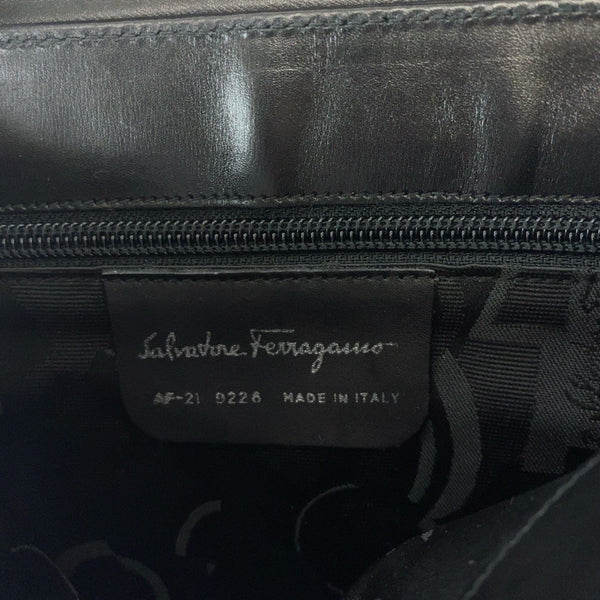 Salvatore Ferragamo
AF-21 9226 MADE IN ITALY